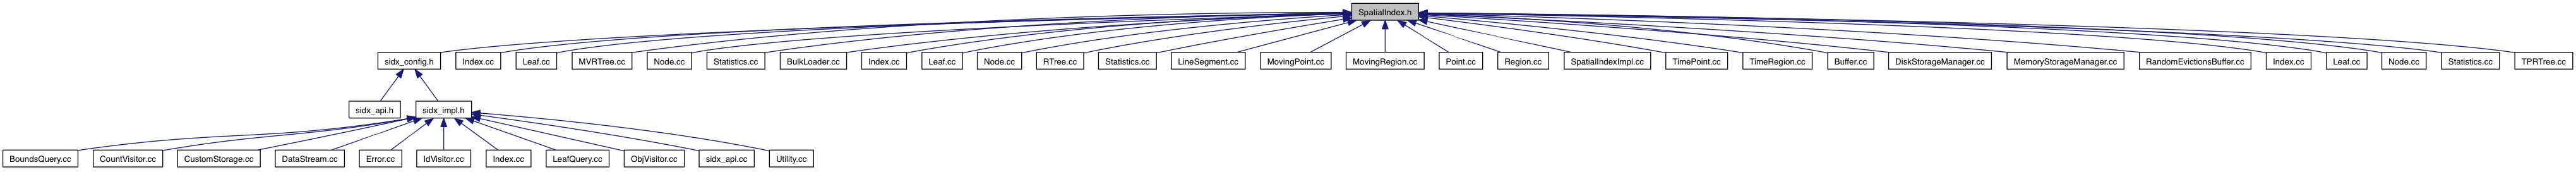 SpatialIndex.h
sidx_config.h
Index.cc
Leaf.cc
MVRTree.cc
Node.cc
Statistics.cc
BulkLoader.cc
Index.cc
Leaf.cc
Node.cc
RTree.cc
Statistics.cc
LineSegment.cc
MovingPoint.cc
MovingRegion.cc
Point.cc
Region.cc
SpatialIndexImpl.cc
TimePoint.cc
TimeRegion.cc
Buffer.cc
DiskStorageManager.cc
MemoryStorageManager.cc
RandomEvictionsBuffer.cc
Index.cc
Leaf.cc
Node.cc
Statistics.cc
TPRTree.cc
sidx_api.h
sidx_impl.h
BoundsQuery.cc
CountVisitor.cc
CustomStorage.cc
DataStream.cc
Error.cc
IdVisitor.cc
Index.cc
LeafQuery.cc
ObjVisitor.cc
sidx_api.cc
Utility.cc